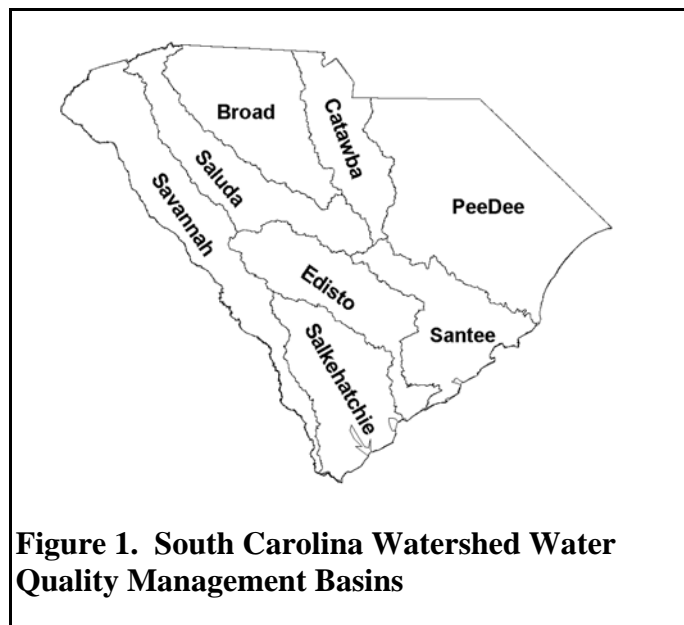 Broad
Catawba
Saluda
Savannah
PeeDee
Edisto
Santee
Salkehatchie
Figure 1. South Carolina Watershed Water
Quality Management Basins